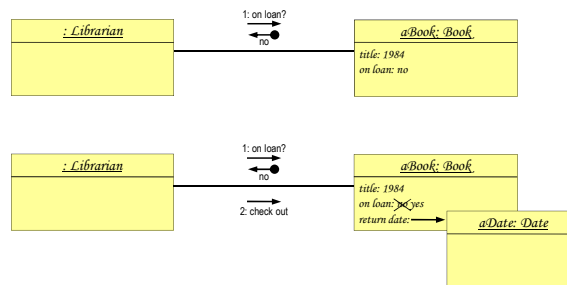 1: on loan?
no
: Librarian
aBook: Book
title: 1984
on loan: no
1: on loan?
no
2: check out
: Librarian
aBook: Book
title: 1984
on loan: no yes
return date:
aDate: Date